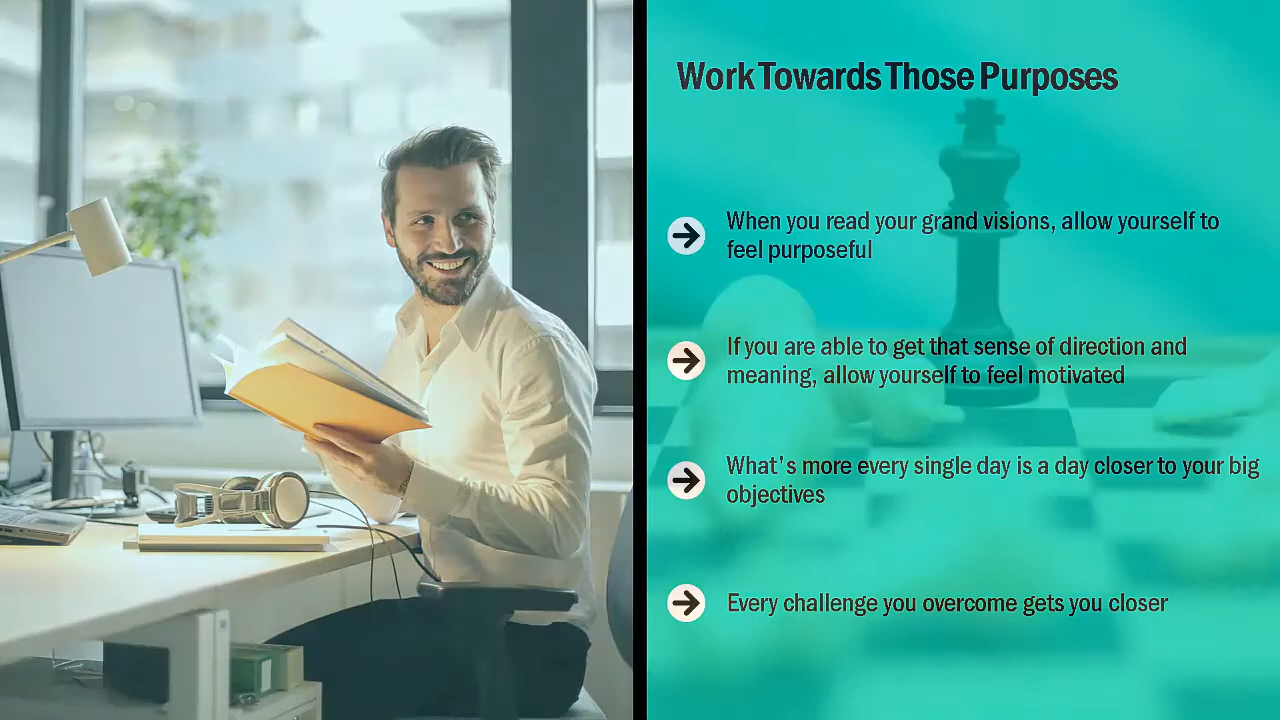 Work Towards Those Purposes
When you read your grand visions, allow yourself to
feel purposeful
If you are able to get that sense of direction and
meaning, allow yourself to feel motivated
What's more every single day is a day closer to your big
objectives
Every challenge you overcome gets you closer